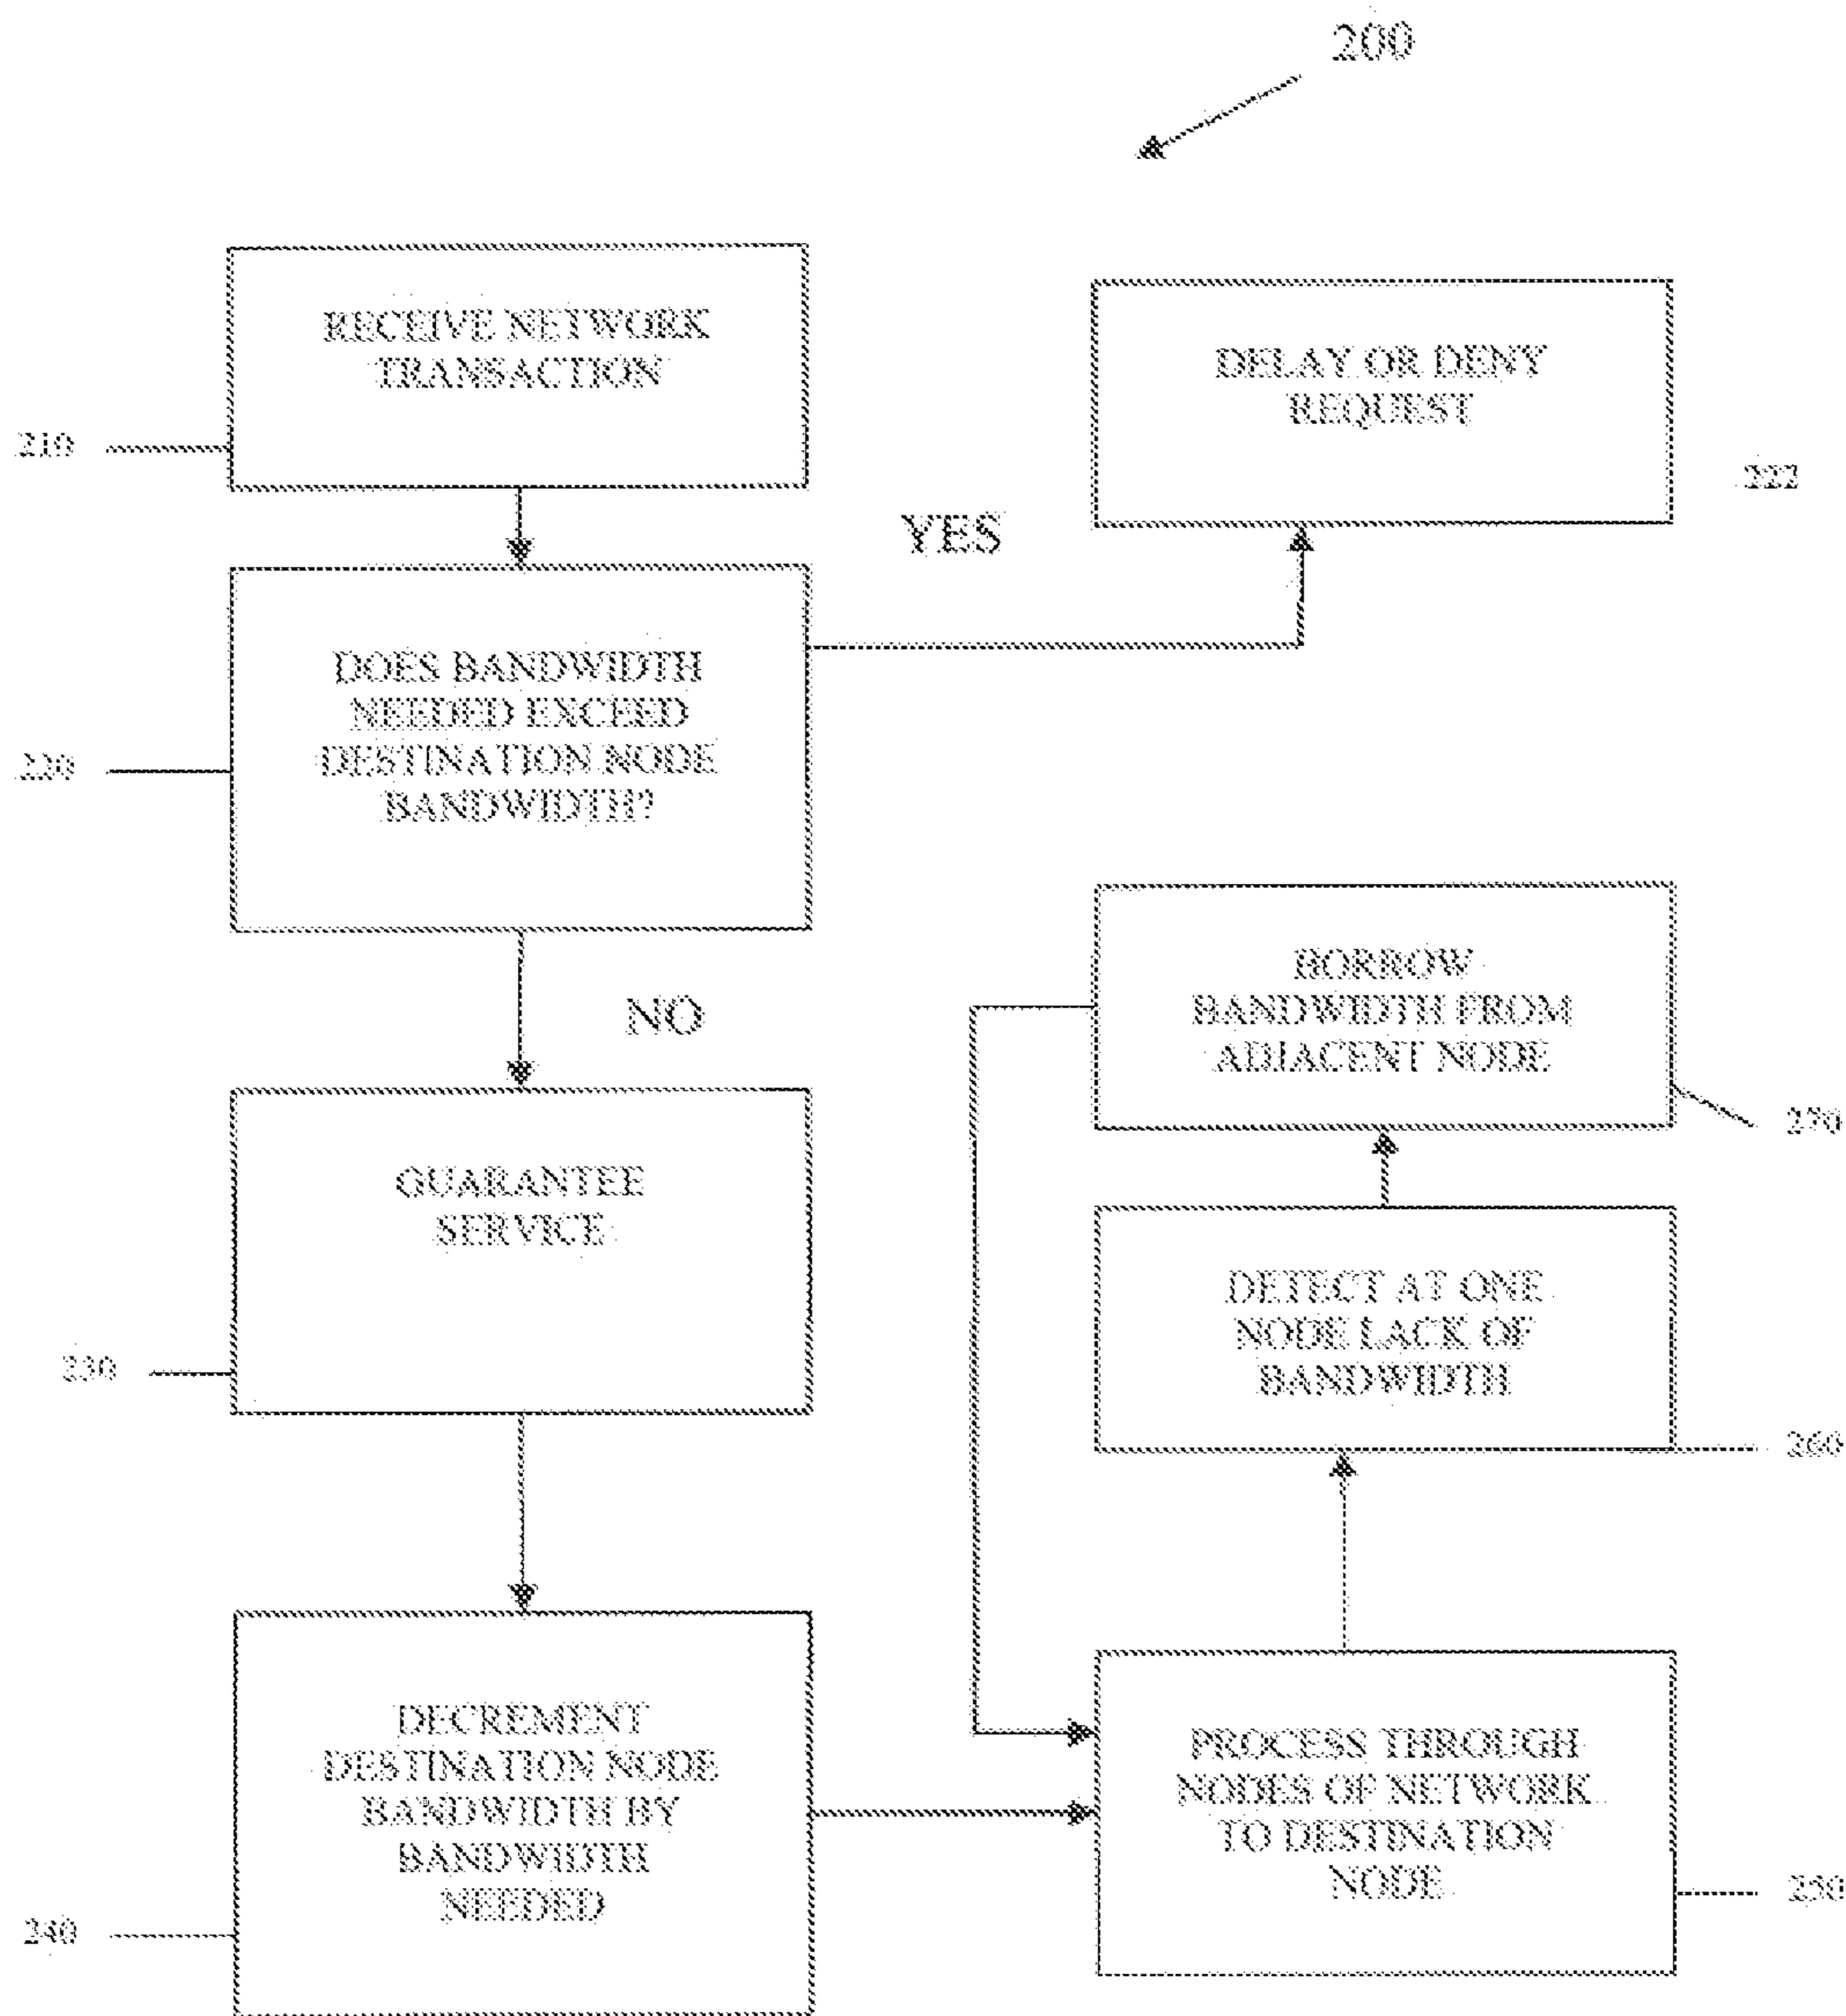 200
RECEIVE NETWORK
TRANSACTION
210
DELAY OR DENY
REQUEST
222
YES
DOES BANDWIDTH
NEEDED EXCEED
DESTINATION NODE
BANDWIDTH?
220
NO
BORROW
BANDWIDTH FROM
ADJACENT NODE
270
GUARANTEE
SERVICE
230
DETECT AT ONE
NODE LACK OF
BANDWIDTH
260
DECREMENT
DESTINATION NODE
BANDWIDTH BY
BANDWIDTH
NEEDED
240
PROCESS THROUGH
NODES OF NETWORK
TO DESTINATION
NODE
250